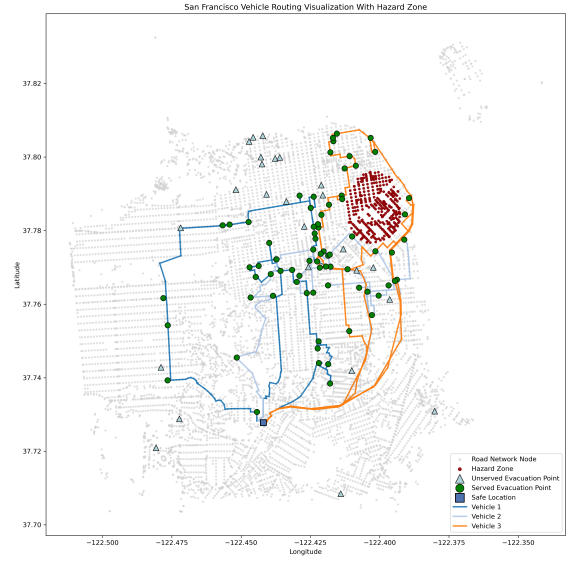 San Francisco Vehicle Routing Visualization With Hazard Zone
Latitude
37.82
37.80
37.78
37.76
37.74
37.72
37.70
−122.500
−122.475
−122.450
−122.425
−122.400
−122.375
−122.350
Longitude
Road Network Node
Hazard Zone
Unserved Evacuation Point
Served Evacuation Point
Safe Location
Vehicle 1
Vehicle 2
Vehicle 3